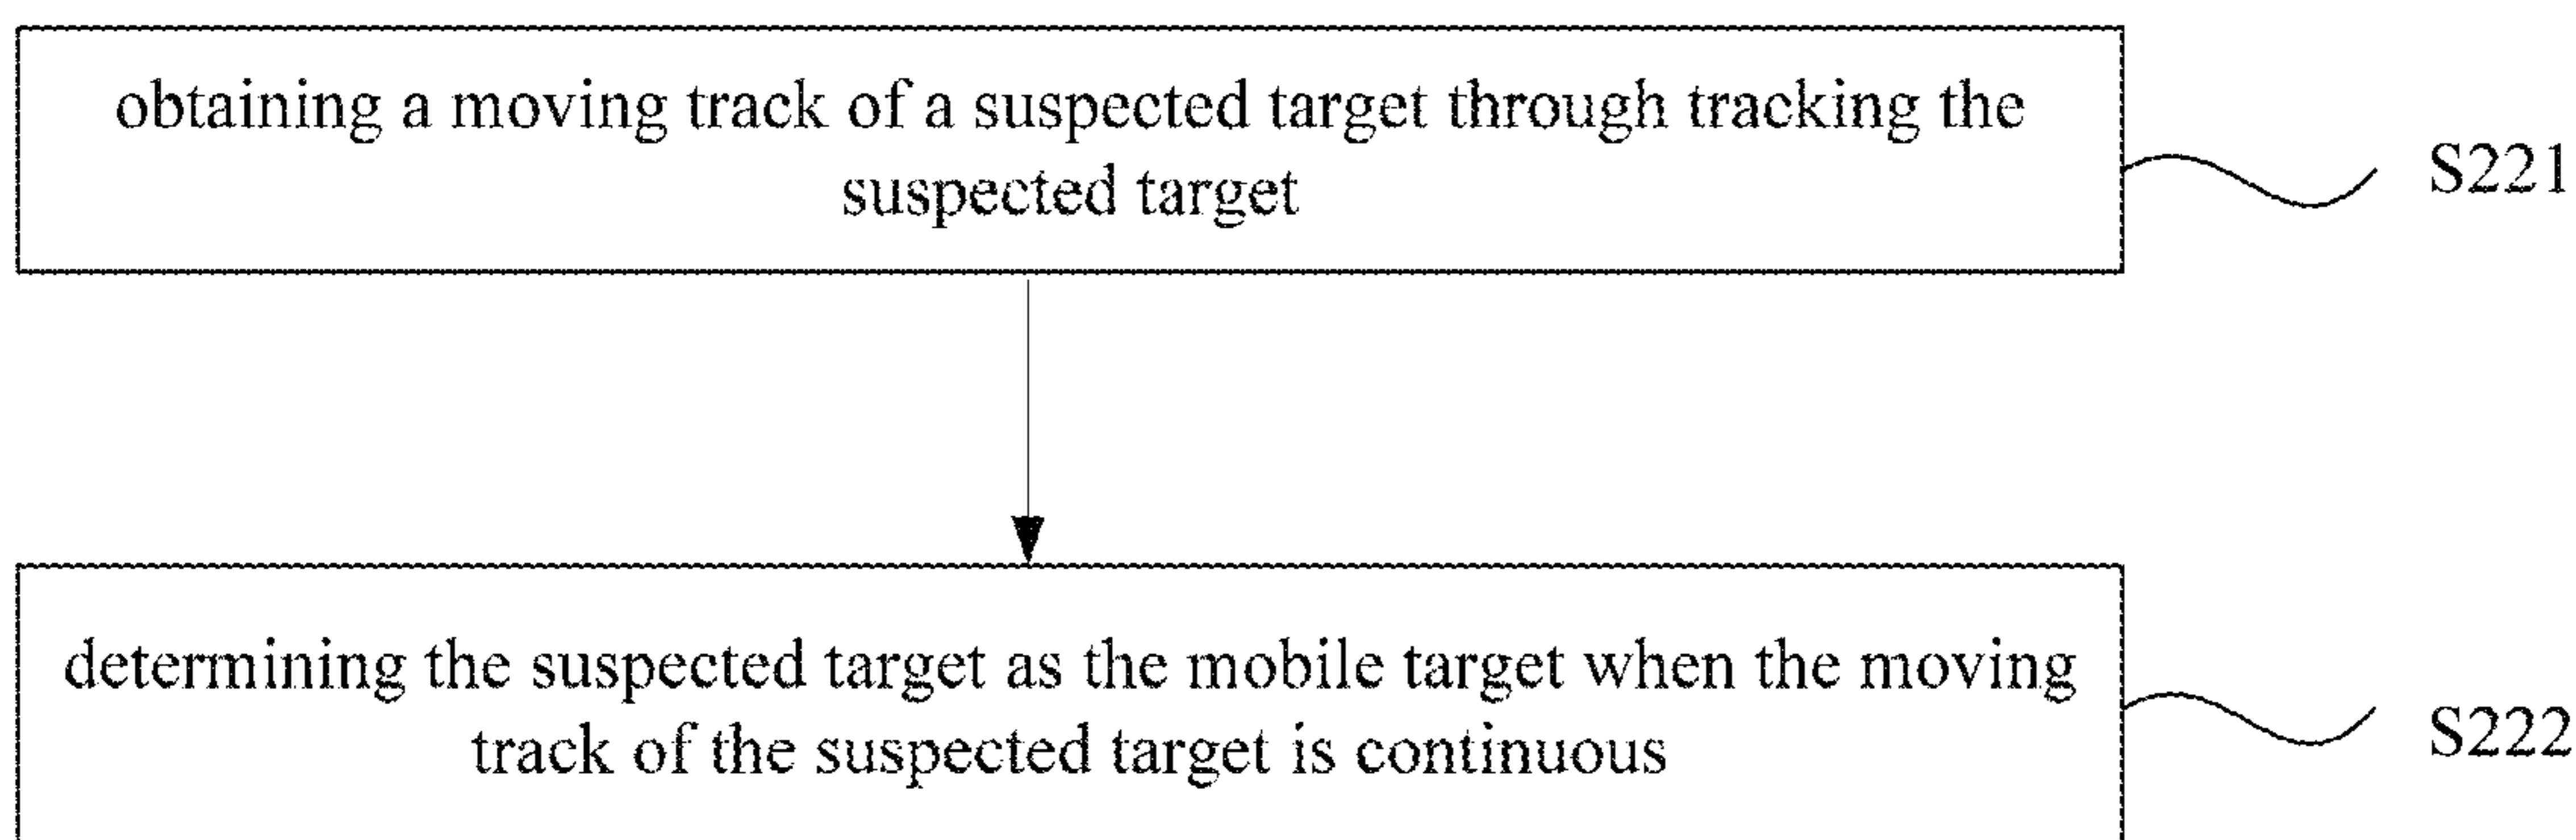 obtaining a moving track of a suspected target through tracking the
suspected target
S221
determining the suspected target as the mobile target when the moving
track of the suspected target is continuous
S222